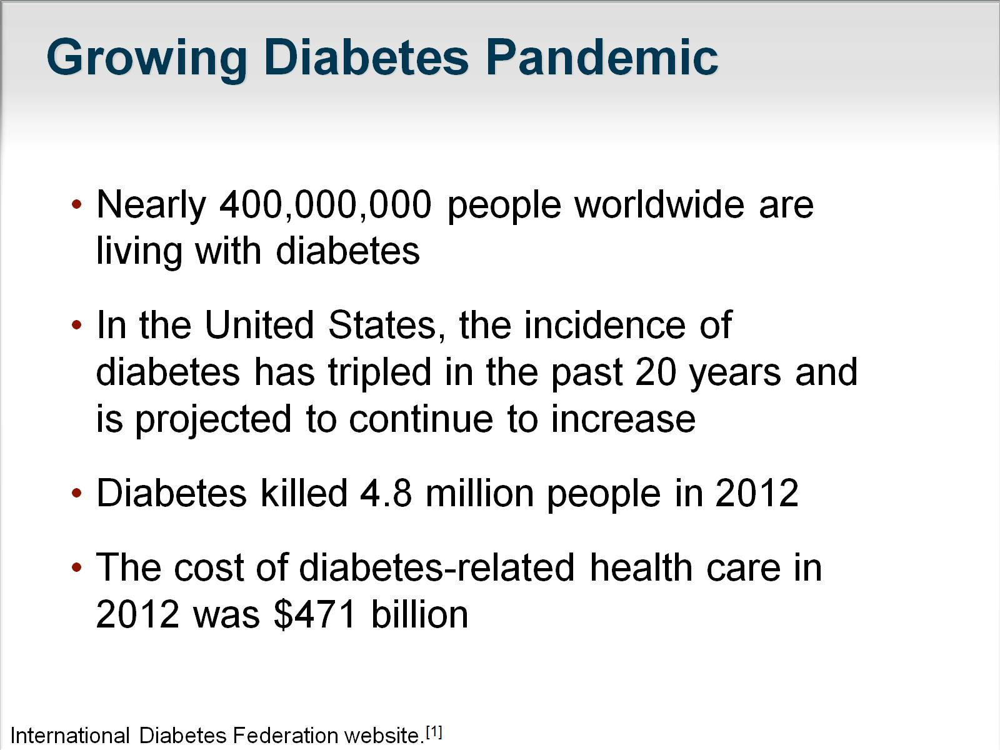 Growing Diabetes Pandemic
• Nearly 400,000,000 people worldwide are
living with diabetes
• In the United States, the incidence of
diabetes has tripled in the past 20 years and
is projected to continue to increase
• Diabetes killed 4.8 million people in 2012
• The cost of diabetes-related health care in
2012 was $471 billion
International Diabetes Federation website.[1]